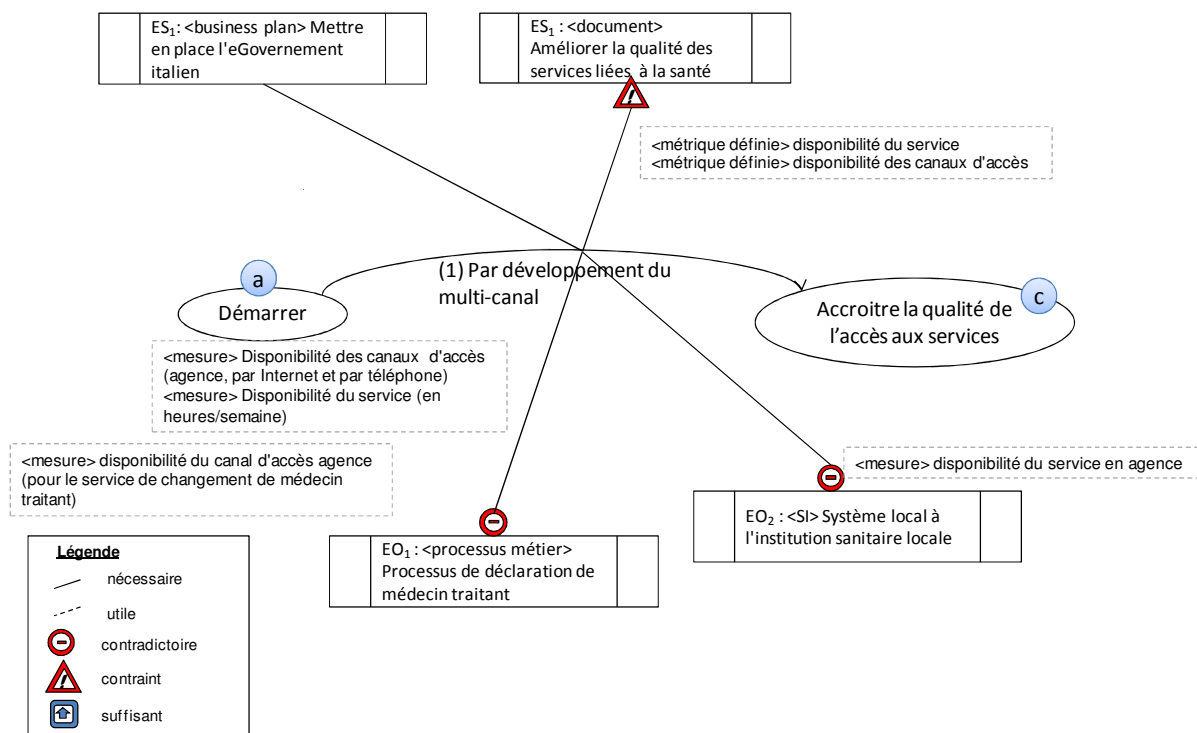 ES1: <business plan> Mettre
en place l'eGovernement
italien
ES1 : <document>
Améliorer la qualité des
services liées à la santé
<métrique définie> disponibilité du service
<métrique définie> disponibilité des canaux d'accès
a
Démarrer
(1) Par développement du
multi-canal
c
Accroitre la qualité de
l'accès aux services
<mesure> Disponibilité des canaux d'accès
(agence, par Internet et par téléphone)
<mesure> Disponibilité du service (en
heures/semaine)
<mesure> disponibilité du canal d'accès agence
(pour le service de changement de médecin
traitant)
<mesure> disponibilité du service en agence
EO2 : <SI> Système local à
l'institution sanitaire locale
EO1 : <processus métier>
Processus de déclaration de
médecin traitant
Légende
nécessaire
utile
contradictoire
contraint
suffisant